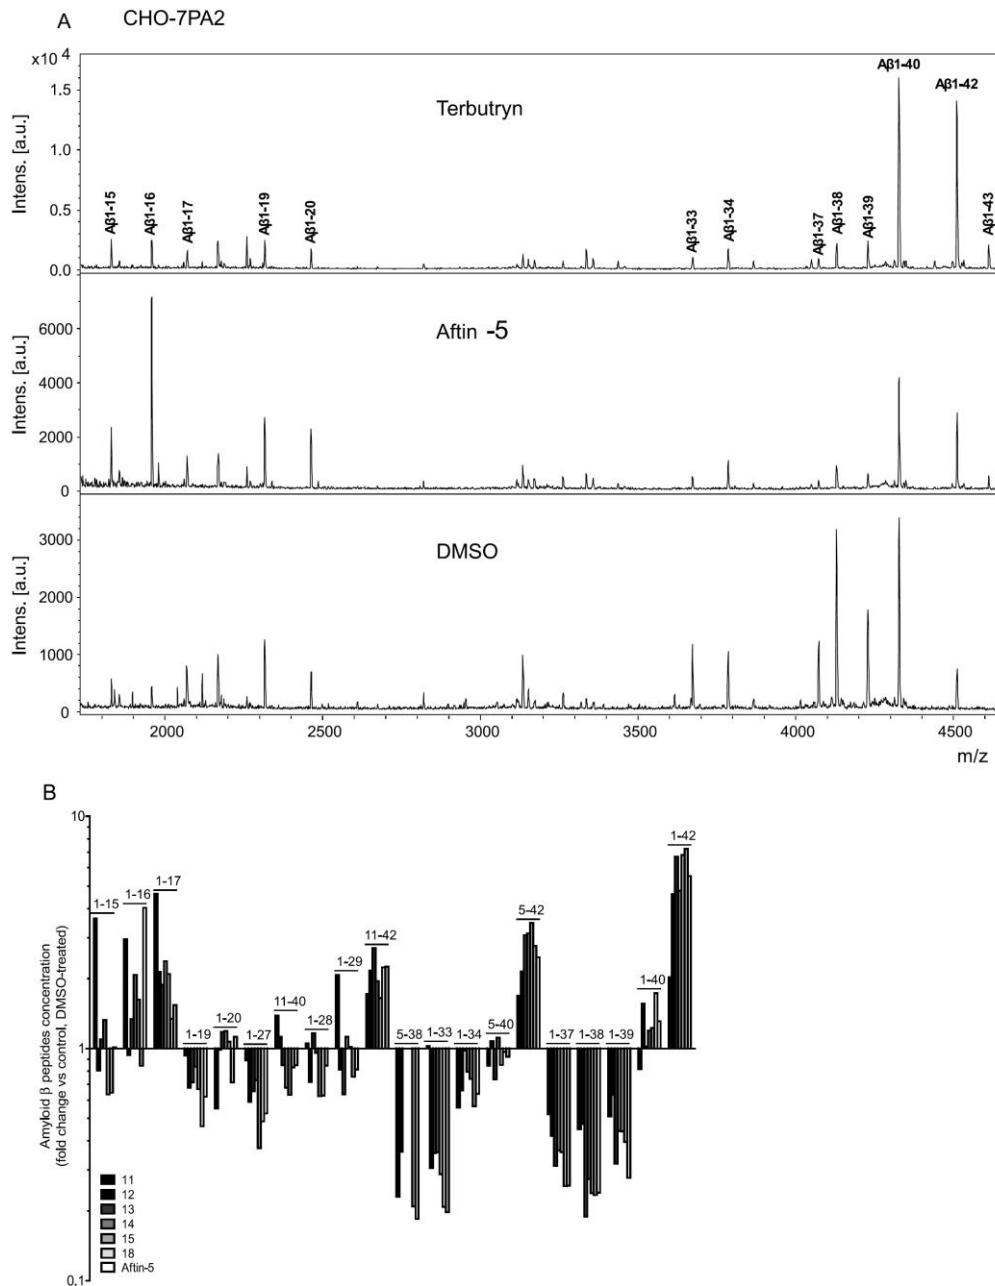 A CHO-7PA2
x10 4
Aβ1-40
Aβ1-42
Terbutryn
1.5
1.0
0.5
0.0
Intens. [a.u.]
Aβ1-15
Aβ1-16
Aβ1-17
Aβ1-19
Aβ1-20
Aβ1-33
Aβ1-34
Aβ1-37
Aβ1-38
Aβ1-39
Aβ1-43
Aftin -5
6000
4000
2000
0
Intens. [a.u.]
DMSO
3000
2000
1000
0
Intens. [a.u.]
2000 2500 3000 3500 4000 4500
m/z
B
10
1
0.1
Amyloid β peptides concentration
(fold change vs control, DMSO-treated)
1-15
1-16
1-17
1-19
1-20
1-27
11-40
1-28
1-29
11-42
5-38
1-33
1-34
5-40
5-42
1-37
1-38
1-39
1-40
1-42
11
12
13
14
15
18
Aftin-5